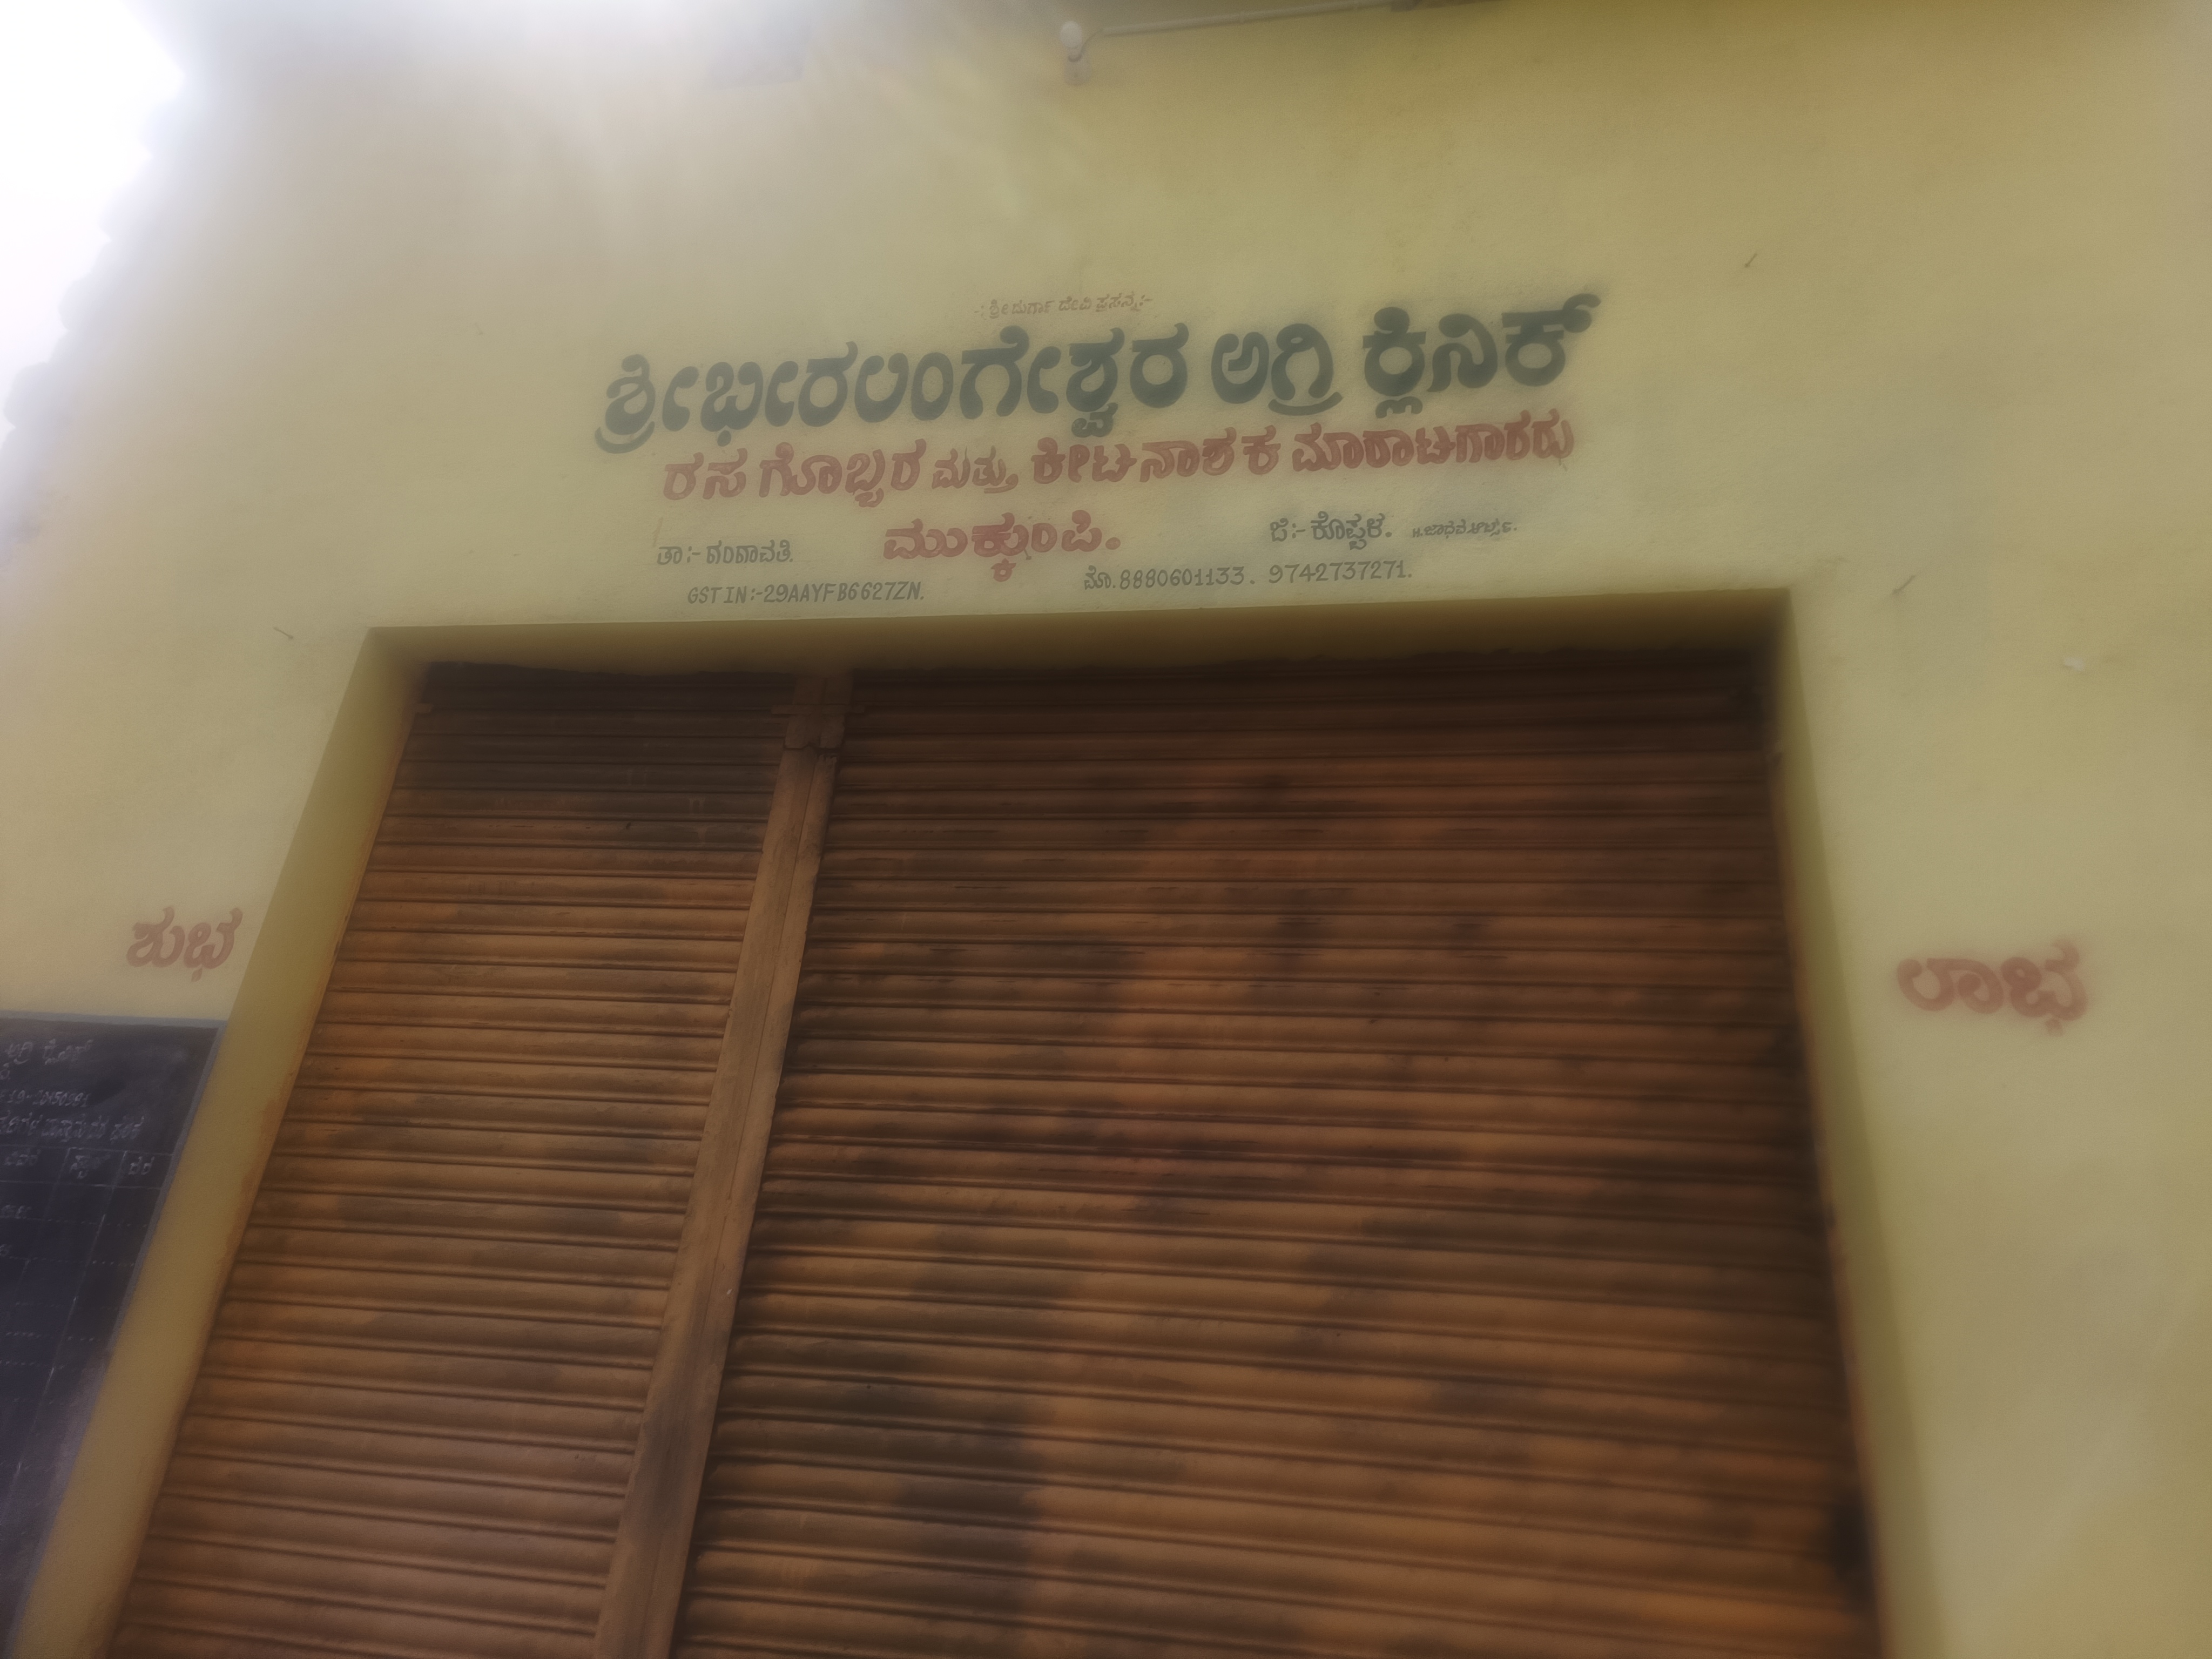 -: ಶ್ರೀ ದುರ್ಗಾ ದೇವಿ ಪ್ರಸನ್ನ:-
ಶ್ರೀಬೀರಲಂಗೇಶ್ವರ ಅಗ್ರಿ ಕ್ಲಿನಿಕ್
ರಸ ಗೊಬ್ಬರ ಮತ್ತು ಕೀಟನಾಶಕ ಮಾರಾಟಗಾರರು
ತಾ:- ಗಂಗಾವತಿ. ಮುಕ್ಕುಂಪಿ. ಜಿ:- ಕೊಪ್ಪಳ.
GSTIN:-29AAYFB6627ZN. ಮೊ.8880601133. 9742737271.
ಶುಭ ಲಾಭ